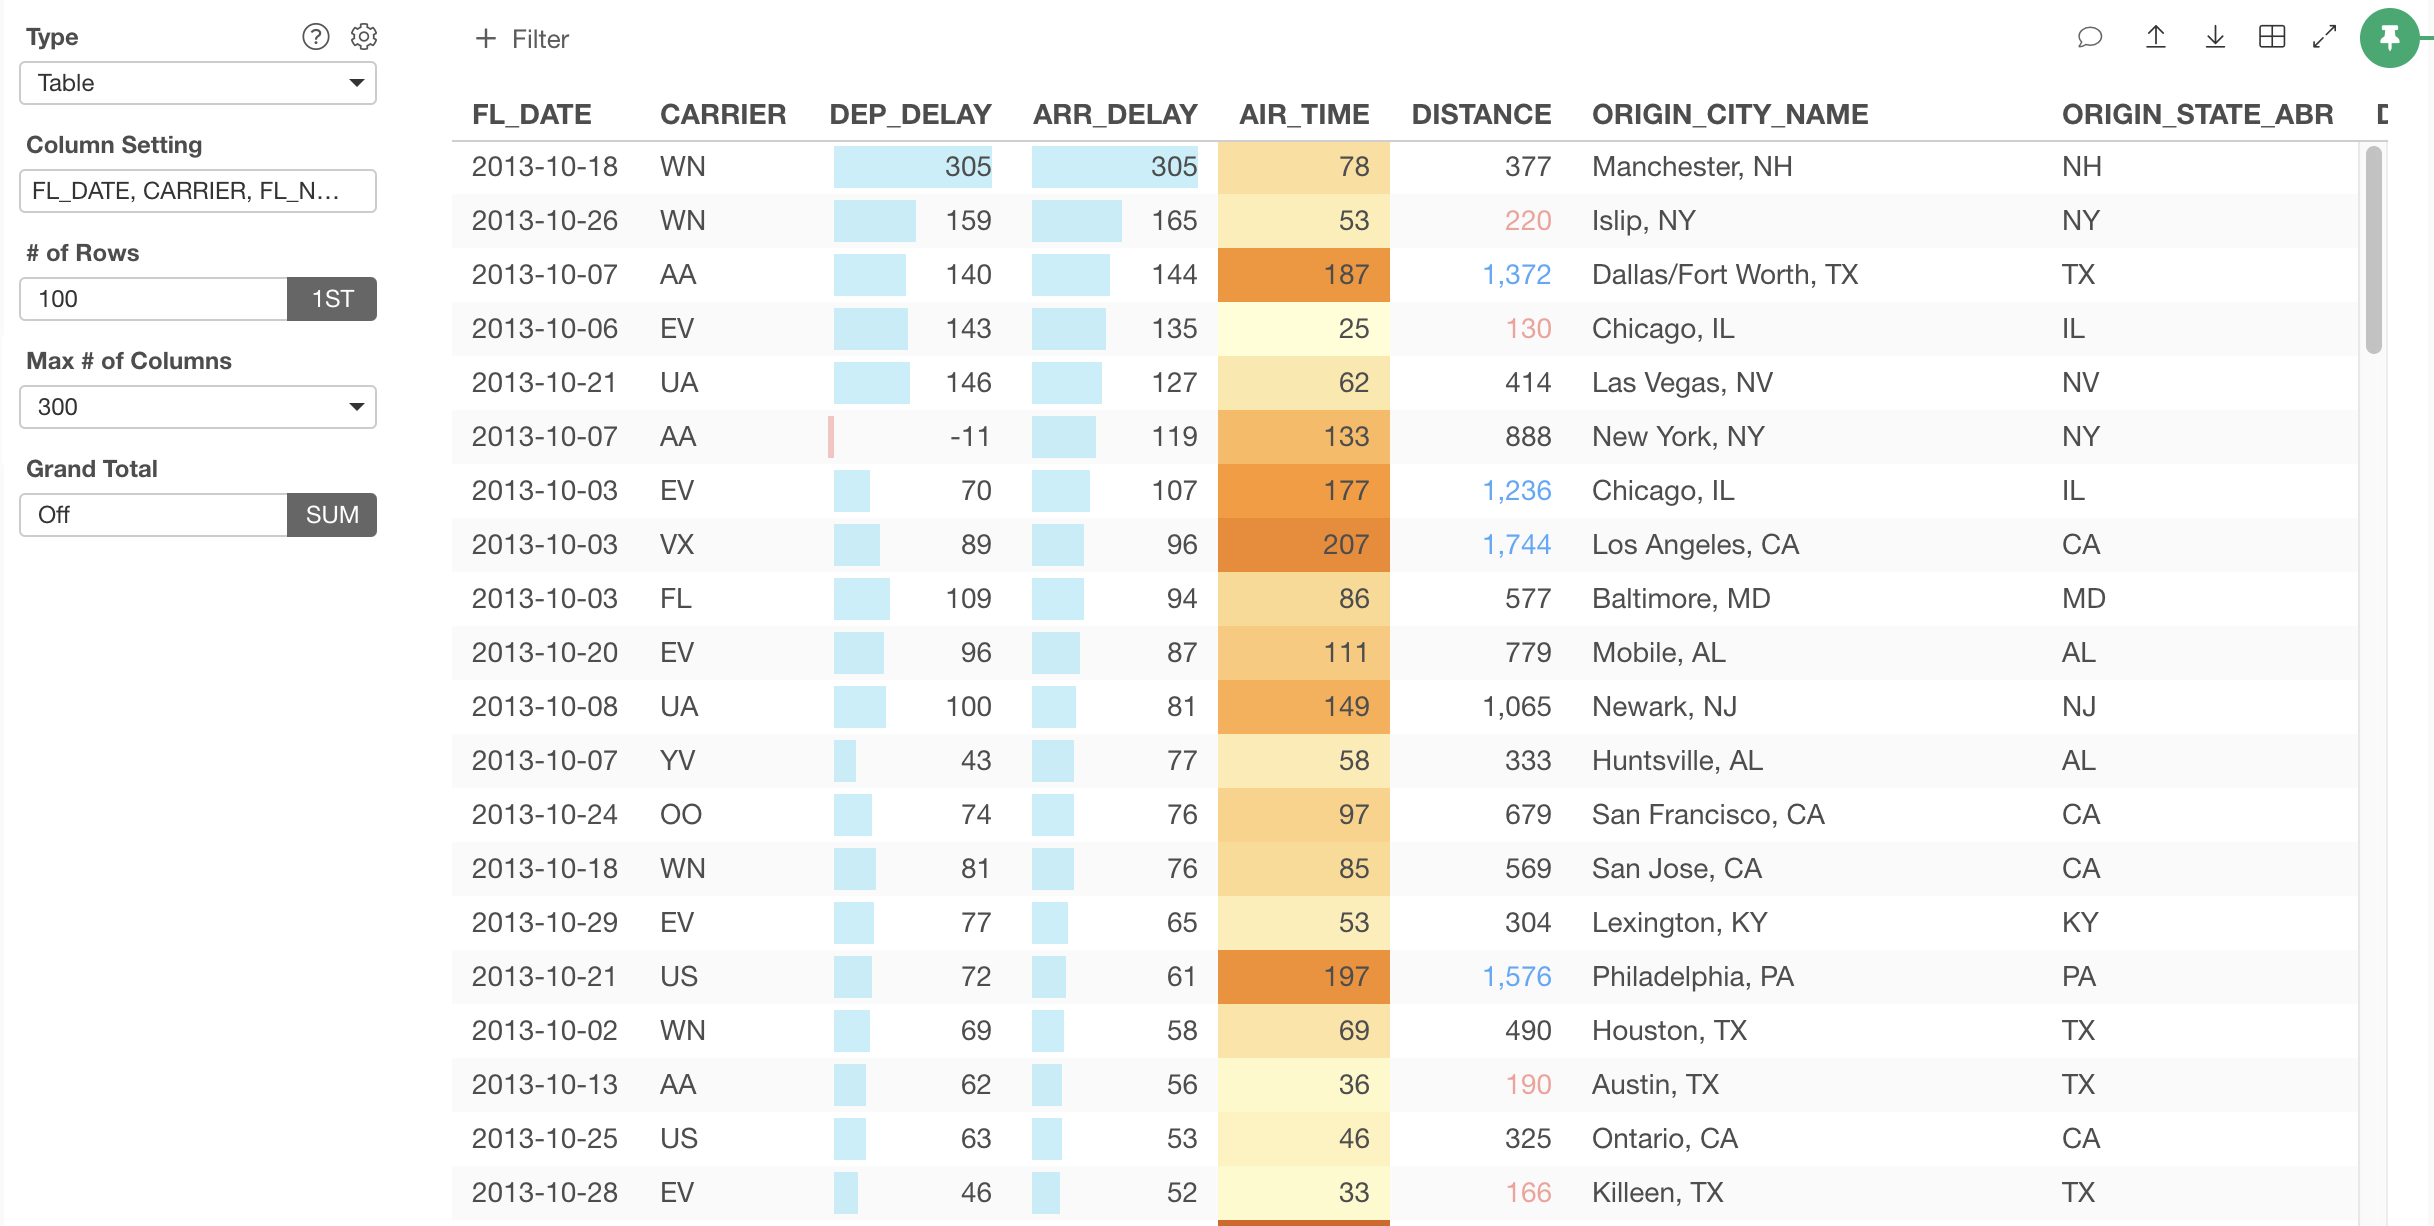 Type
Table
Column Setting
FL_DATE, CARRIER, FL_N...
# of Rows
100 1ST
Max # of Columns
300
Grand Total
Off SUM
+ Filter
FL_DATE CARRIER DEP_DELAY ARR_DELAY AIR_TIME DISTANCE ORIGIN_CITY_NAME ORIGIN_STATE_ABR
2013-10-18 WN 305 305 78 377 Manchester, NH NH
2013-10-26 WN 159 165 53 220 Islip, NY NY
2013-10-07 AA 140 144 187 1,372 Dallas/Fort Worth, TX TX
2013-10-06 EV 143 135 25 130 Chicago, IL IL
2013-10-21 UA 146 127 62 414 Las Vegas, NV NV
2013-10-07 AA -11 119 133 888 New York, NY NY
2013-10-03 EV 70 107 177 1,236 Chicago, IL IL
2013-10-03 VX 89 96 207 1,744 Los Angeles, CA CA
2013-10-03 FL 109 94 86 577 Baltimore, MD MD
2013-10-20 EV 96 87 111 779 Mobile, AL AL
2013-10-08 UA 100 81 149 1,065 Newark, NJ NJ
2013-10-07 YV 43 77 58 333 Huntsville, AL AL
2013-10-24 OO 74 76 97 679 San Francisco, CA CA
2013-10-18 WN 81 76 85 569 San Jose, CA CA
2013-10-29 EV 77 65 53 304 Lexington, KY KY
2013-10-21 US 72 61 197 1,576 Philadelphia, PA PA
2013-10-02 WN 69 58 69 490 Houston, TX TX
2013-10-13 AA 62 56 36 190 Austin, TX TX
2013-10-25 US 63 53 46 325 Ontario, CA CA
2013-10-28 EV 46 52 33 166 Killeen, TX TX